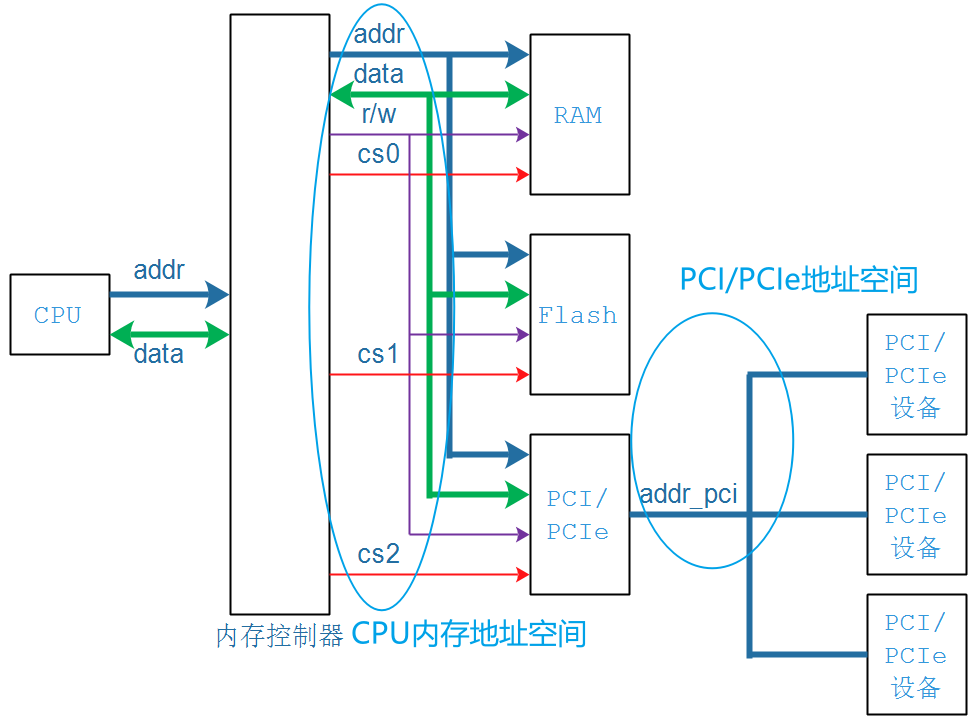 addr
data
r/w
cs0
RAM
addr
CPU
data
Flash
cs1
PCI/PCIe地址空间
PCI/
PCIe
设备
PCI/
PCIe
cs2
addr_pci
PCI/
PCIe
设备
PCI/
PCIe
设备
内存控制器
CPU内存地址空间